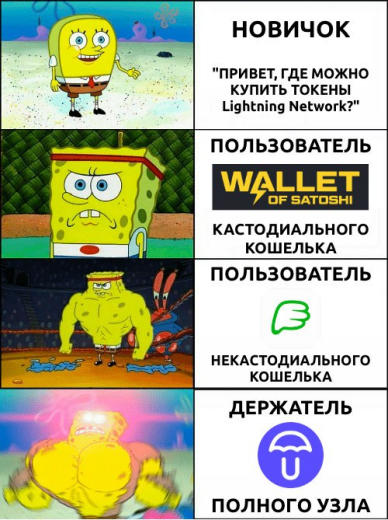 НОВИЧОК
"ПРИВЕТ, ГДЕ МОЖНО
КУПИТЬ ТОКЕНЫ
Lightning Network?"
ПОЛЬЗОВАТЕЛЬ
WALLET
OF SATOSHI
КАСТОДИАЛЬНОГО
КОШЕЛЬКА
ПОЛЬЗОВАТЕЛЬ
НЕКАСТОДИАЛЬНОГО
КОШЕЛЬКА
ДЕРЖАТЕЛЬ
ПОЛНОГО УЗЛА